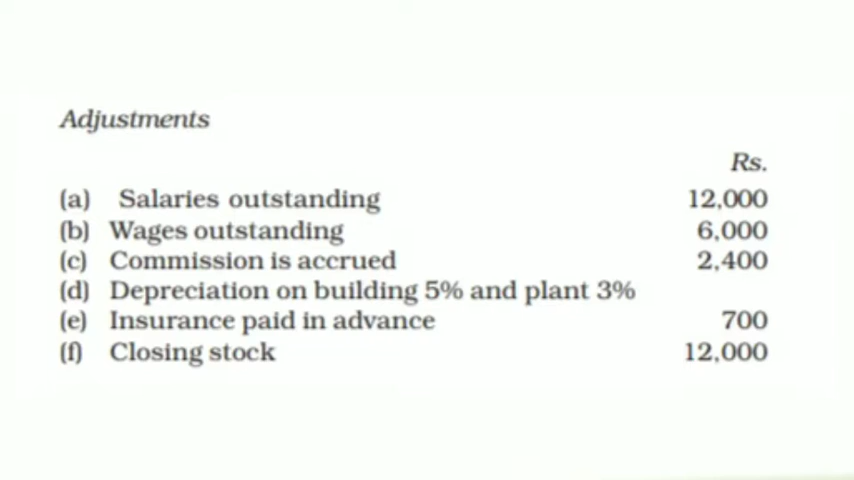 Adjustments
Rs.
(a) Salaries outstanding 12,000
(b) Wages outstanding 6,000
(c) Commission is accrued 2,400
(d) Depreciation on building 5% and plant 3%
(e) Insurance paid in advance 700
(f) Closing stock 12,000